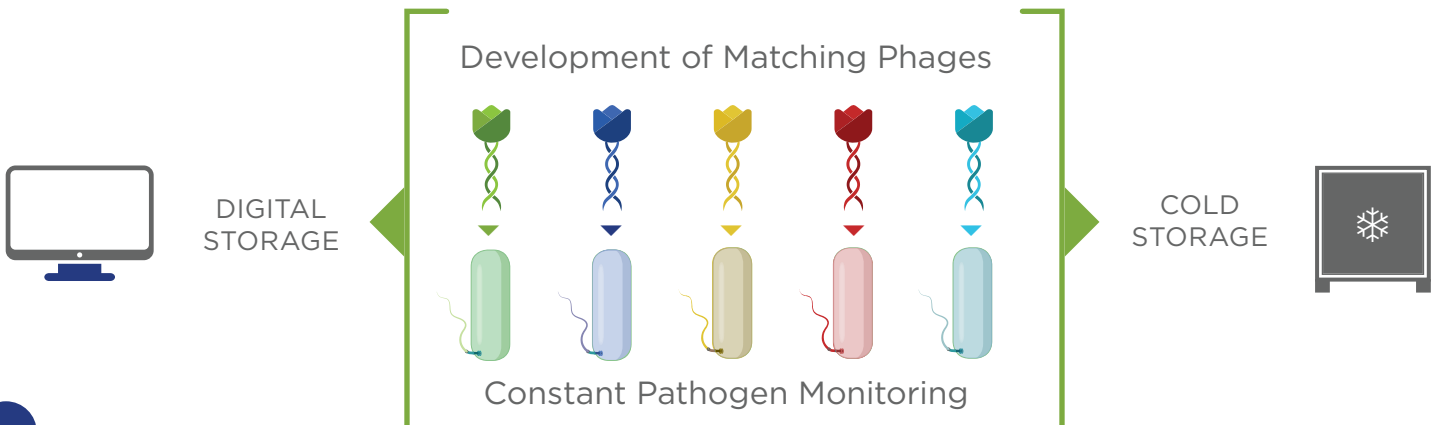 Development of Matching Phages
DIGITAL
STORAGE
COLD
STORAGE
Constant Pathogen Monitoring